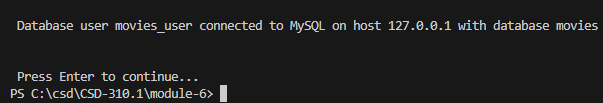 Database user movies_user connected to MySQL on host 127.0.0.1 with database movies
Press Enter to continue...
PS C:\csd\CSD-310.1\module-6>